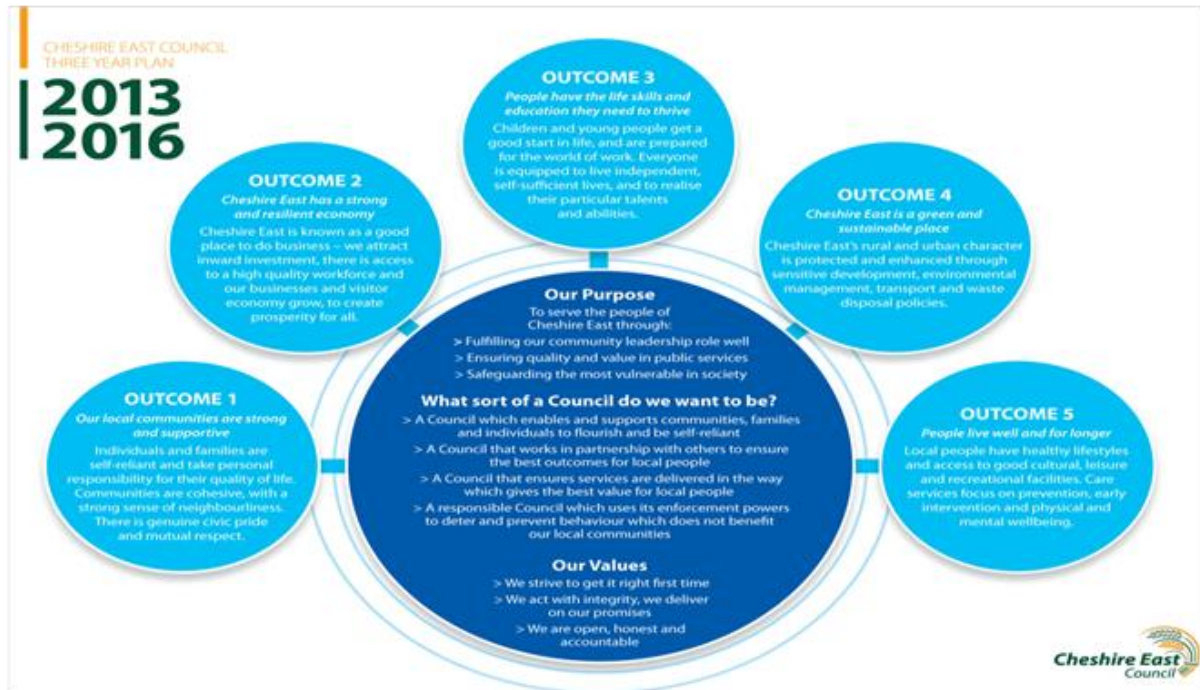 CHESHIRE EAST COUNCIL
THREE YEAR PLAN
2013
2016
OUTCOME 1
Our local communities are strong
and supportive
Individuals and families are
self-reliant and take personal
responsibility for their quality of life.
Communities are cohesive, with a
strong sense of neighbourliness.
There is genuine civic pride
and mutual respect.
OUTCOME 2
Cheshire East has a strong
and resilient economy
Cheshire East is known as a good
place to do business – we attract
inward investment, there is access
to a high quality workforce and
our businesses and visitor
economy grow, to create
prosperity for all.
OUTCOME 3
People have the life skills and
education they need to thrive
Children and young people get a
good start in life, and are prepared
for the world of work. Everyone
is equipped to live independent,
self-sufficient lives, and to realise
their particular talents
and abilities.
OUTCOME 4
Cheshire East is a green and
sustainable place
Cheshire East's rural and urban character
is protected and enhanced through
sensitive development, environmental
management, transport and waste
disposal policies.
OUTCOME 5
People live well and for longer
Local people have healthy lifestyles
and access to good cultural, leisure
and recreational facilities. Care
services focus on prevention, early
intervention and physical and
mental wellbeing.
Our Purpose
To serve the people of
Cheshire East through:
> Fulfilling our community leadership role well
> Ensuring quality and value in public services
> Safeguarding the most vulnerable in society
What sort of a Council do we want to be?
> A Council which enables and supports communities, families
and individuals to flourish and be self-reliant
> A Council that works in partnership with others to ensure
the best outcomes for local people
> A Council that ensures services are delivered in the way
which gives the best value for local people
> A responsible Council which uses its enforcement powers
to deter and prevent behaviour which does not benefit
our local communities
Our Values
> We strive to get it right first time
> We act with integrity, we deliver
on our promises
> We are open, honest and
accountable
Cheshire East
Council